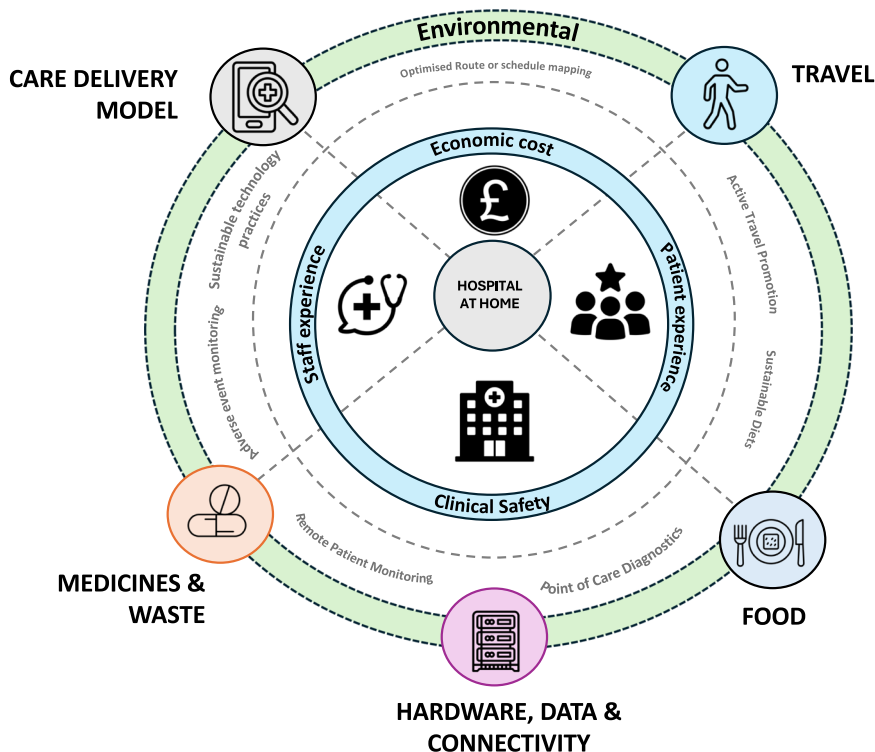 Environmental
Optimised Route or schedule mapping
CARE DELIVERY
MODEL
TRAVEL
Economic cost
£
Sustainable technology
practices
Active Travel Promotion
Staff experience
HOSPITAL
AT HOME
Patient experience
Adverse event monitoring
Sustainable Diets
Clinical Safety
Remote Patient Monitoring
Point of Care Diagnostics
MEDICINES &
WASTE
FOOD
HARDWARE, DATA &
CONNECTIVITY